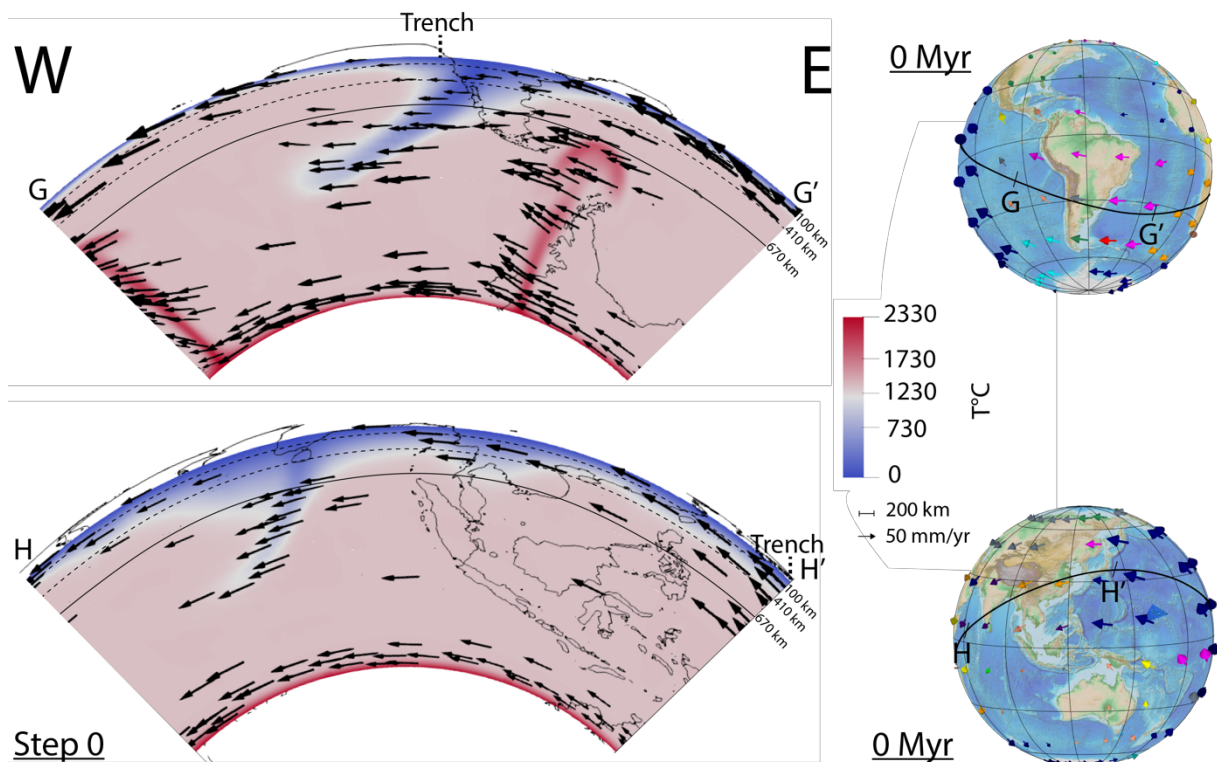 Trench
W
E
G
G'
100 km
410 km
670 km
0 Myr
G
G'
2330
1730
1230
730
0
T°C
200 km
50 mm/yr
H
Trench
H'
100 km
410 km
670 km
H'
H
Step 0
0 Myr